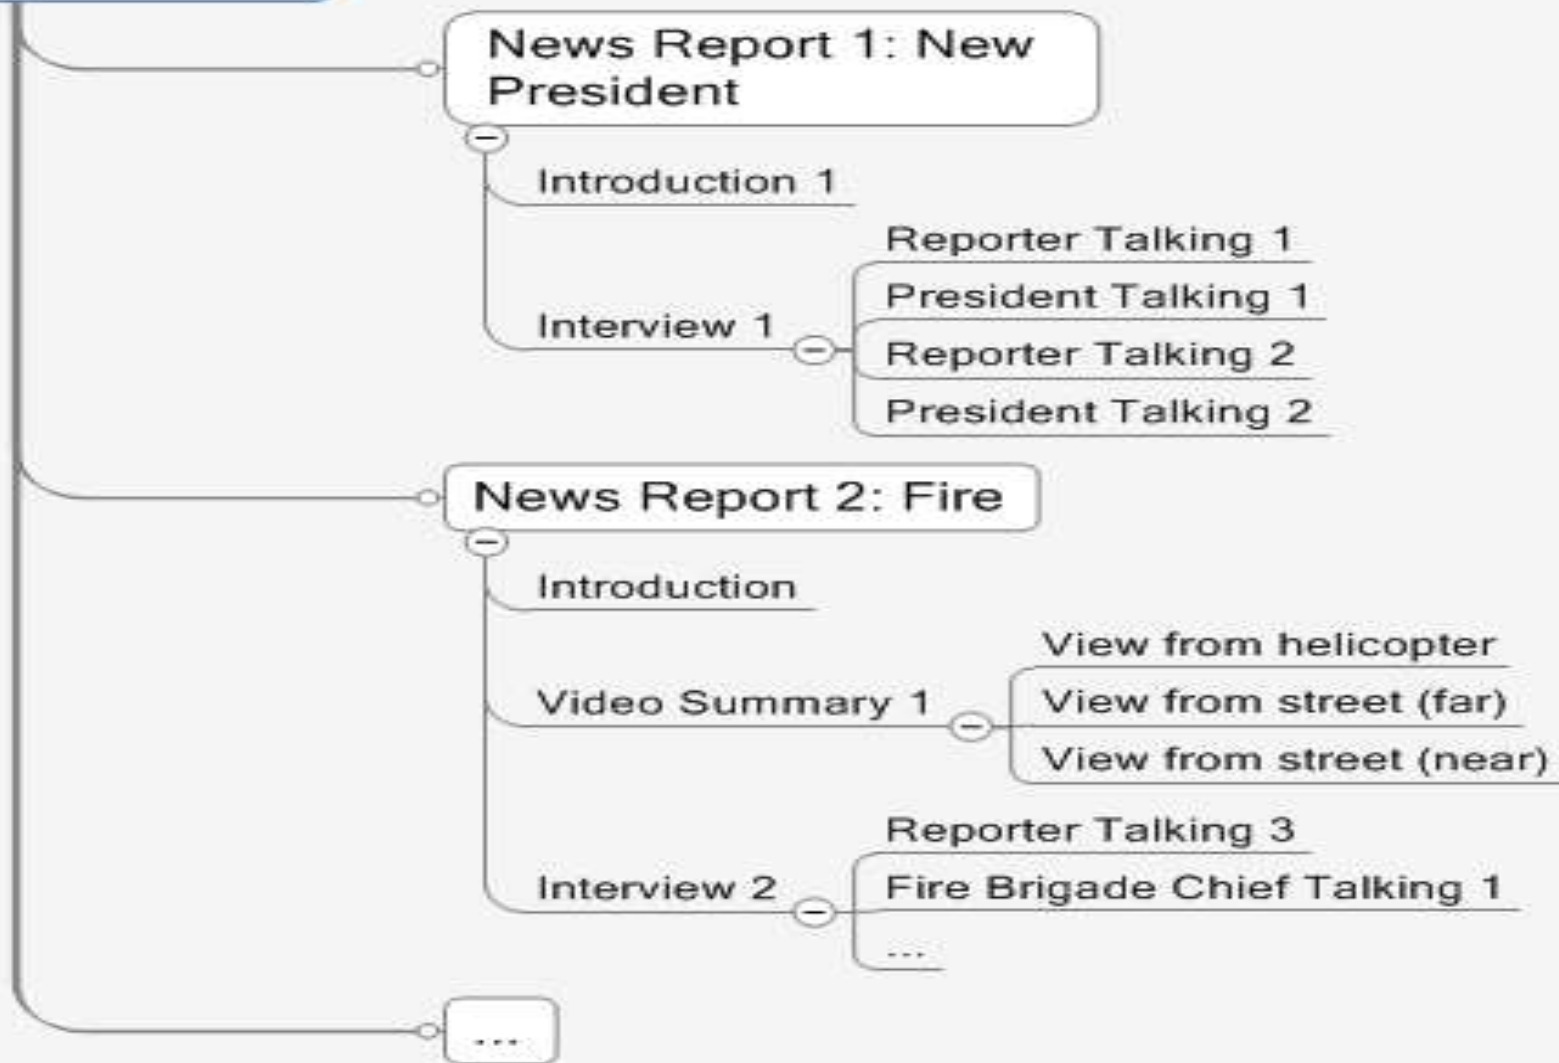 News Report 1: New
President
Introduction 1
Interview 1
Reporter Talking 1
President Talking 1
Reporter Talking 2
President Talking 2
News Report 2: Fire
Introduction
Video Summary 1
View from helicopter
View from street (far)
View from street (near)
Interview 2
Reporter Talking 3
Fire Brigade Chief Talking 1
...
...